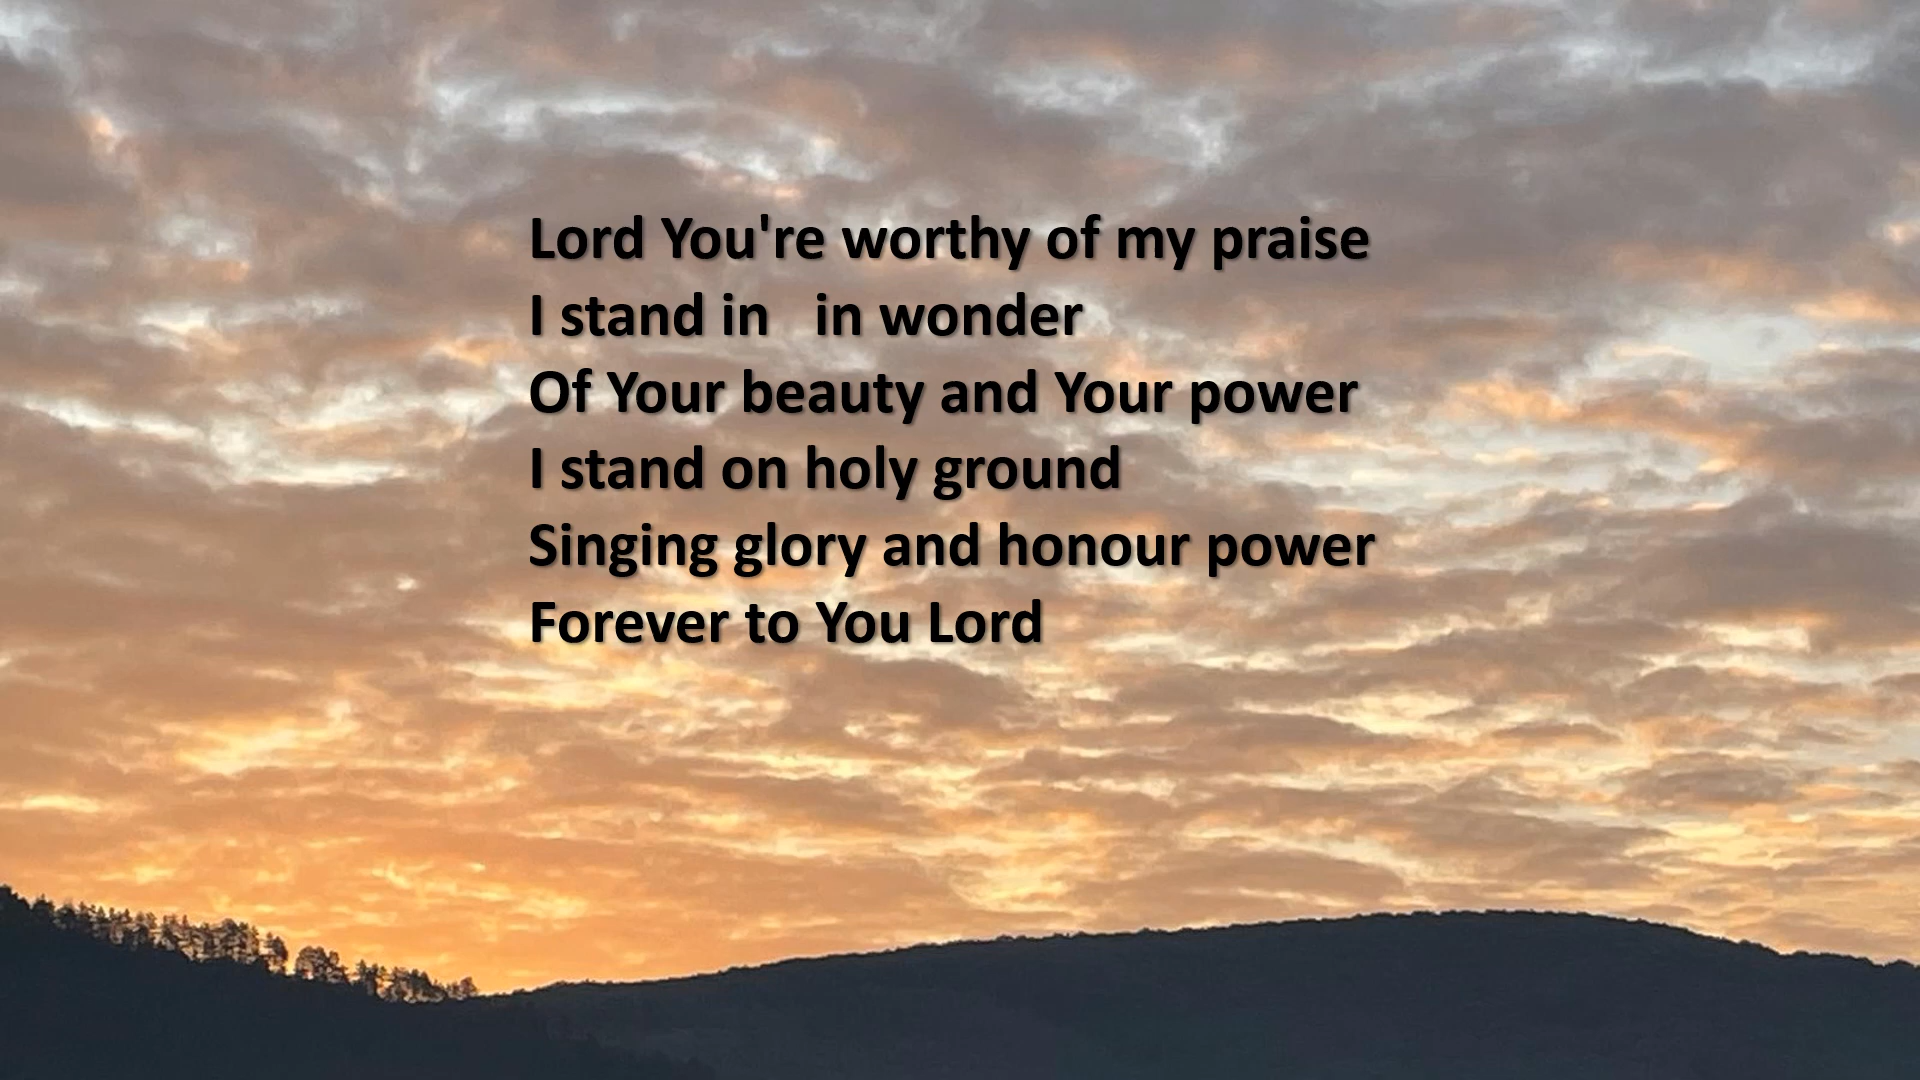 Lord You're worthy of my praise
I stand in   in wonder
Of Your beauty and Your power
I stand on holy ground
Singing glory and honour power
Forever to You Lord